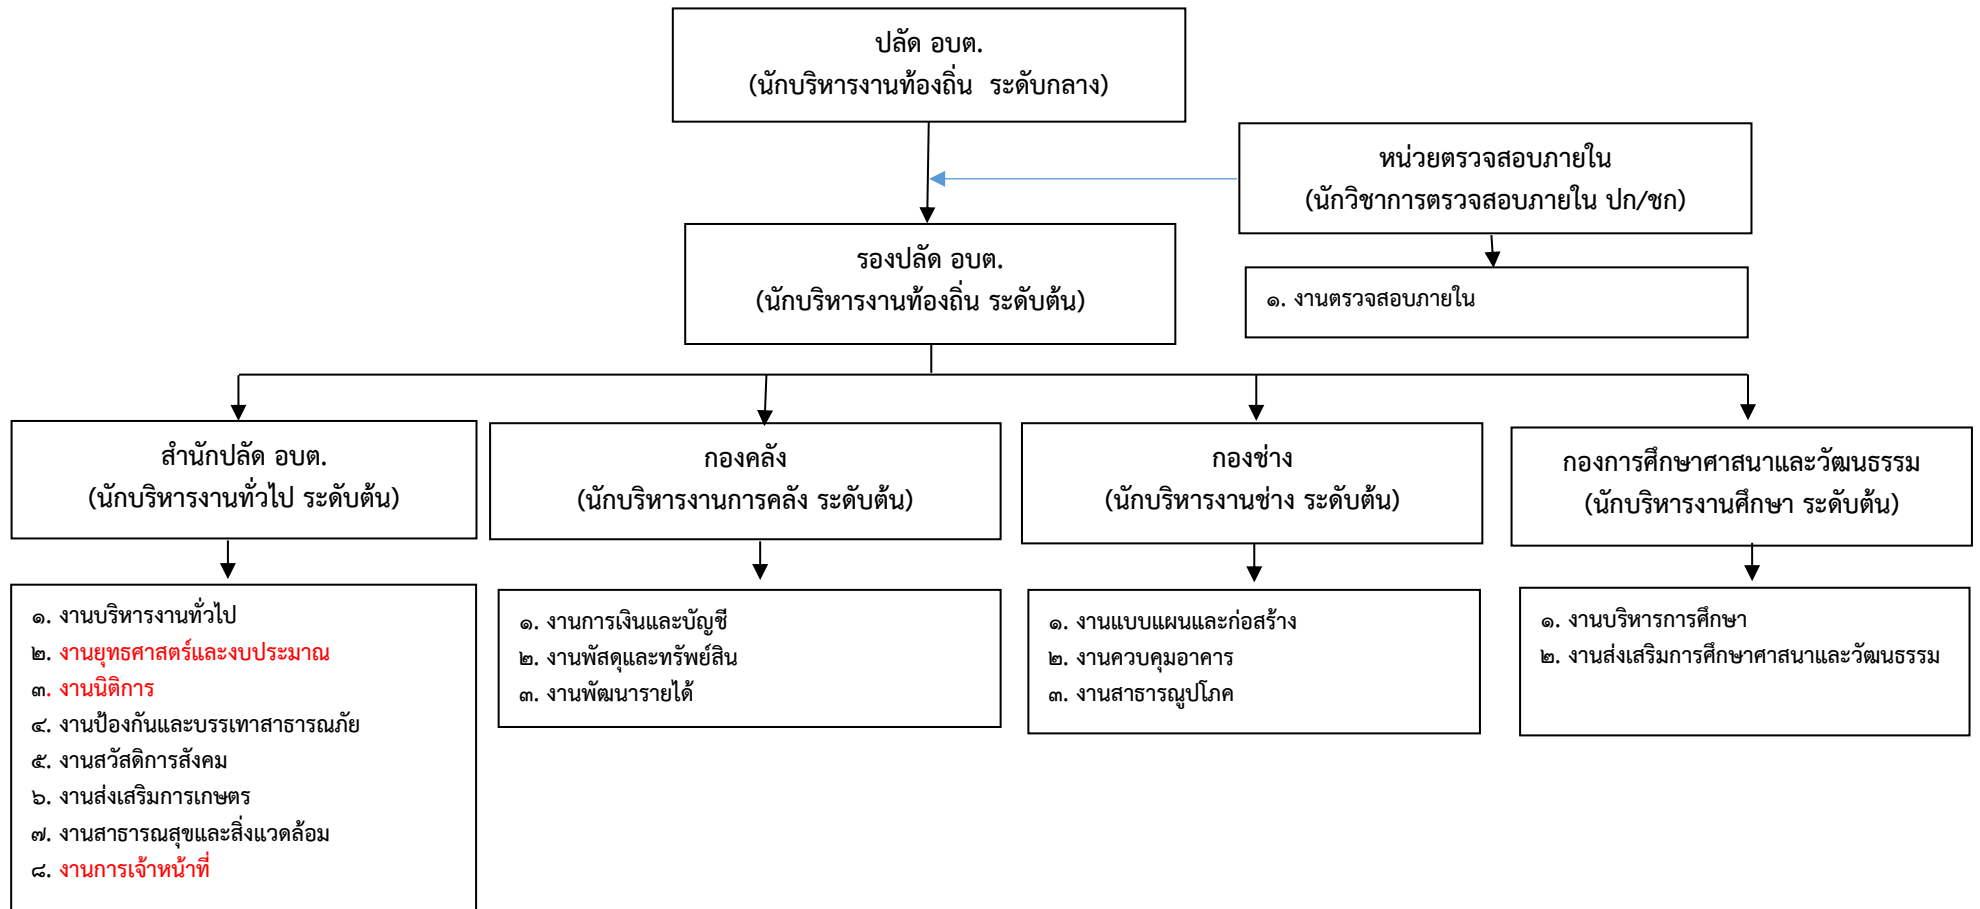 ปลัด อบต.
(นักบริหารงานท้องถิ่น  ระดับกลาง)
หน่วยตรวจสอบภายใน
(นักวิชาการตรวจสอบภายใน ปก/ชก)
รองปลัด อบต.
(นักบริหารงานท้องถิ่น ระดับต้น)
๑. งานตรวจสอบภายใน
สำนักปลัด อบต.
(นักบริหารงานทั่วไป ระดับต้น)
กองคลัง
(นักบริหารงานการคลัง ระดับต้น)
กองช่าง
(นักบริหารงานช่าง ระดับต้น)
กองการศึกษาศาสนาและวัฒนธรรม
(นักบริหารงานศึกษา ระดับต้น)
๑. งานบริหารงานทั่วไป
๒. งานยุทธศาสตร์และงบประมาณ
๓. งานนิติการ
๔. งานป้องกันและบรรเทาสาธารณภัย
๕. งานสวัสดิการสังคม
๖. งานส่งเสริมการเกษตร
๗. งานสาธารณสุขและสิ่งแวดล้อม
๘. งานการเจ้าหน้าที่
๑. งานการเงินและบัญชี
๒. งานพัสดุและทรัพย์สิน
๓. งานพัฒนารายได้
๑. งานแบบแผนและก่อสร้าง
๒. งานควบคุมอาคาร
๓. งานสาธารณูปโภค
๑. งานบริหารการศึกษา
๒. งานส่งเสริมการศึกษาศาสนาและวัฒนธรรม